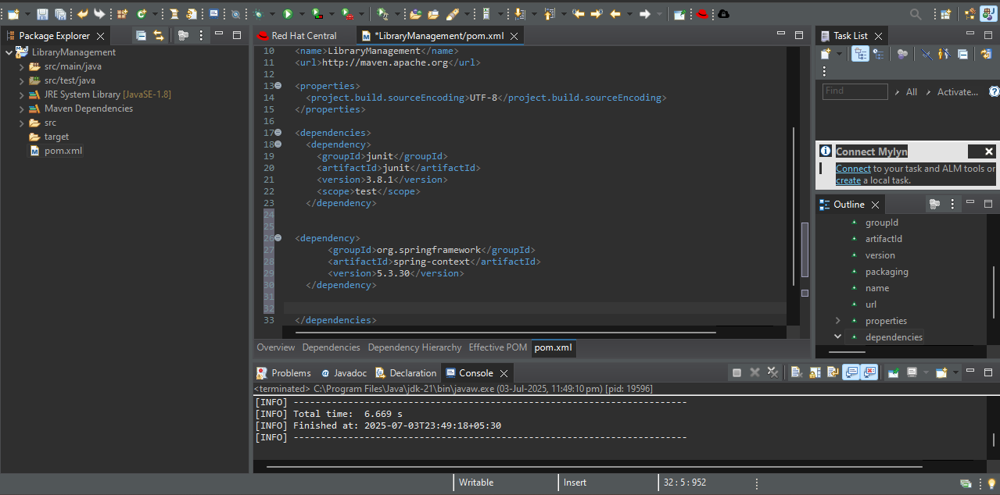 Package Explorer
LibraryManagement
src/main/java
src/test/java
JRE System Library [JavaSE-1.8]
Maven Dependencies
src
target
pom.xml
Red Hat Central
*LibraryManagement/pom.xml
10 <name>LibraryManagement</name>
11 <url>http://maven.apache.org</url>
12
13 <properties>
14 <project.build.sourceEncoding>UTF-8</project.build.sourceEncoding>
15 </properties>
16
17 <dependencies>
18 <dependency>
19 <groupId>junit</groupId>
20 <artifactId>junit</artifactId>
21 <version>3.8.1</version>
22 <scope>test</scope>
23 </dependency>
24
25
26 <dependency>
27 <groupId>org.springframework</groupId>
28 <artifactId>spring-context</artifactId>
29 <version>5.3.30</version>
30 </dependency>
31
32
33 </dependencies>
Overview Dependencies Dependency Hierarchy Effective POM pom.xml
Problems Javadoc Declaration Console
<terminated> C:\Program Files\Java\jdk-21\bin\javaw.exe (03-Jul-2025, 11:49:10 pm) [pid: 19596]
[INFO] ------------------------------------------------------------------------
[INFO] Total time:  6.669 s
[INFO] Finished at: 2025-07-03T23:49:18+05:30
[INFO] ------------------------------------------------------------------------
Task List
Find
All
Activate...
Connect Mylyn
Connect to your task and ALM tools or
create a local task.
Outline
groupId
artifactId
version
packaging
name
url
properties
dependencies
Writable
Insert
32 : 5 : 952